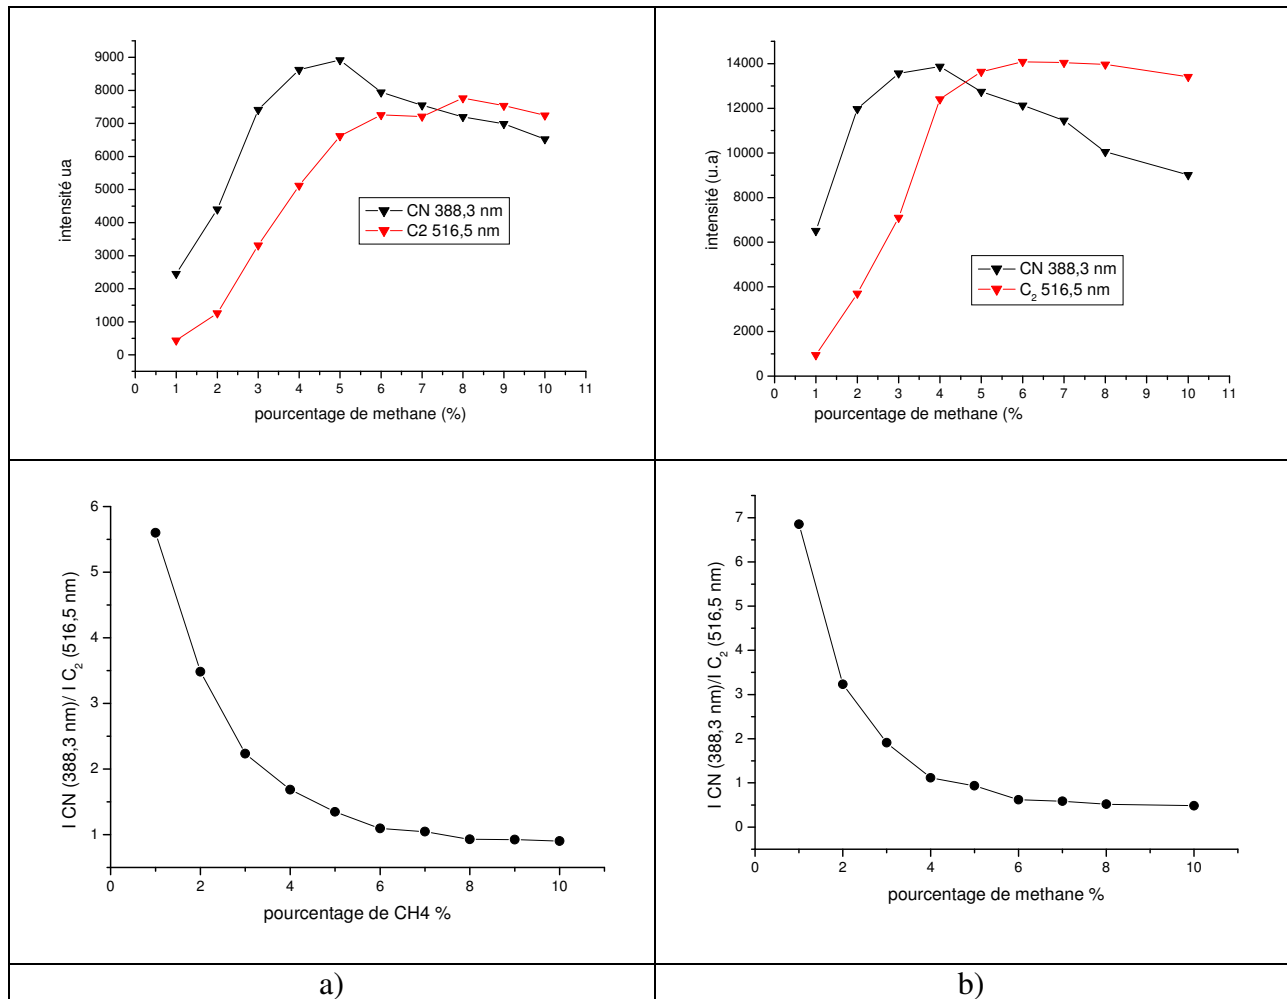 9000
8000
7000
6000
5000
4000
3000
2000
1000
0
intensité ua
CN 388,3 nm
C2 516,5 nm
0 1 2 3 4 5 6 7 8 9 10 11
pourcentage de methane (%)
14000
12000
10000
8000
6000
4000
2000
0
intensité (u.a)
CN 388,3 nm
C₂ 516,5 nm
0 1 2 3 4 5 6 7 8 9 10 11
pourcentage de methane (%
6
5
4
3
2
1
I CN (388,3 nm)/ I C₂ (516,5 nm)
0 2 4 6 8 10
pourcentage de CH4 %
7
6
5
4
3
2
1
0
I CN (388,3 nm)/I C₂ (516,5 nm)
0 2 4 6 8 10
pourcentage de methane %
a)
b)